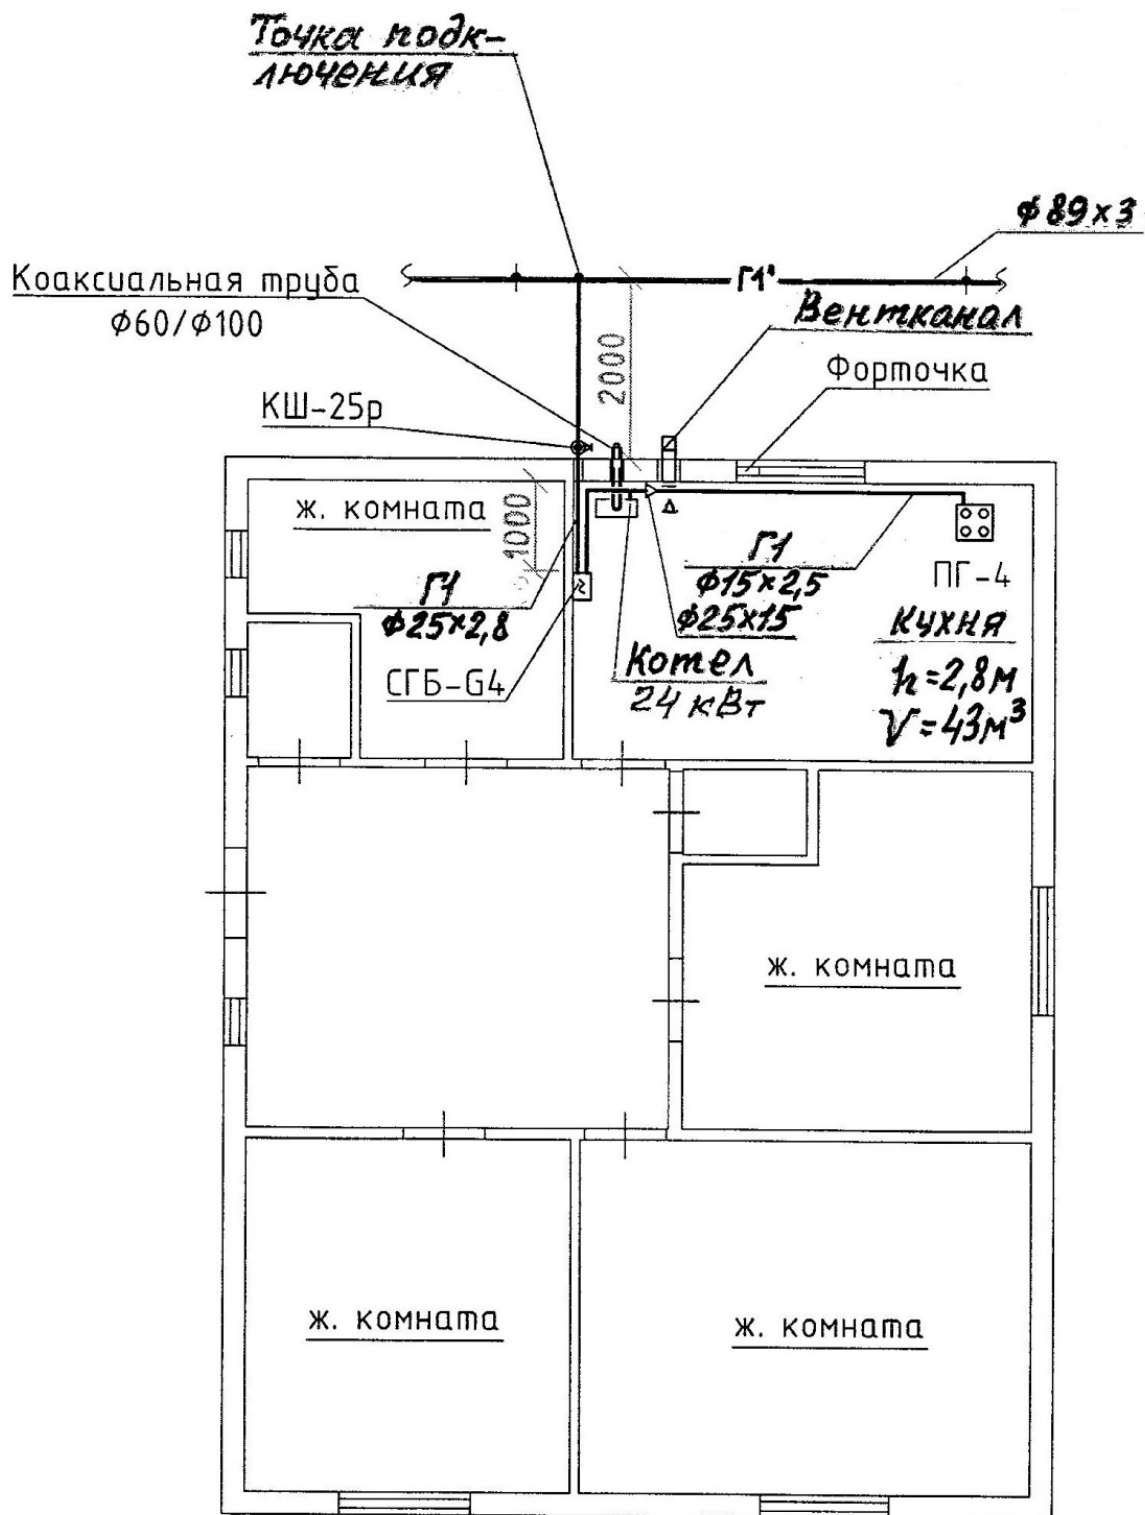 Точка подк-
лючения
ф89х3
Коаксиальная труба
Ф60/Ф100
Г1'
Вентканал
2000
Форточка
КШ-25р
ж. комната
1000
Г1
ф25х2,8
СГБ-G4
Г1
ф15х2,5
ф25х15
Котел
24 кВт
ПГ-4
Кухня
h=2,8м
V=43м³
ж. комната
ж. комната
ж. комната